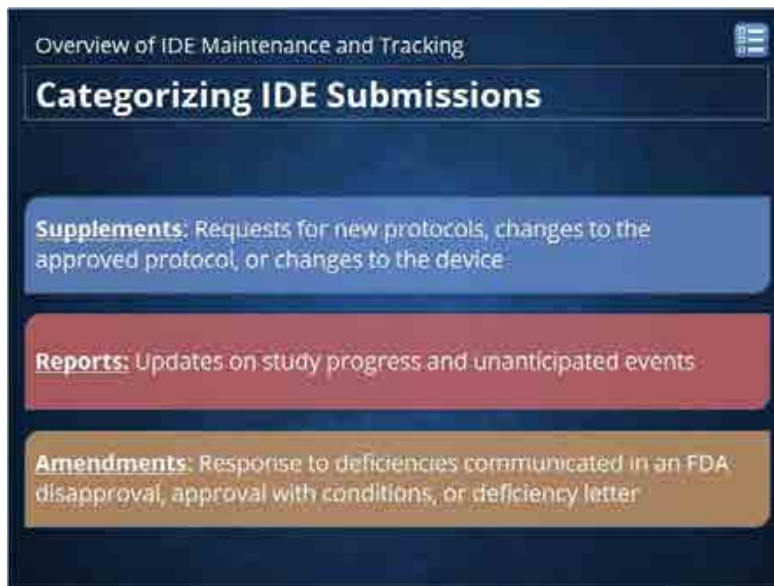 Overview of IDE Maintenance and Tracking
Categorizing IDE Submissions
Supplements: Requests for new protocols, changes to the
approved protocol, or changes to the device
Reports: Updates on study progress and unanticipated events
Amendments: Response to deficiencies communicated in an FDA
disapproval, approval with conditions, or deficiency letter